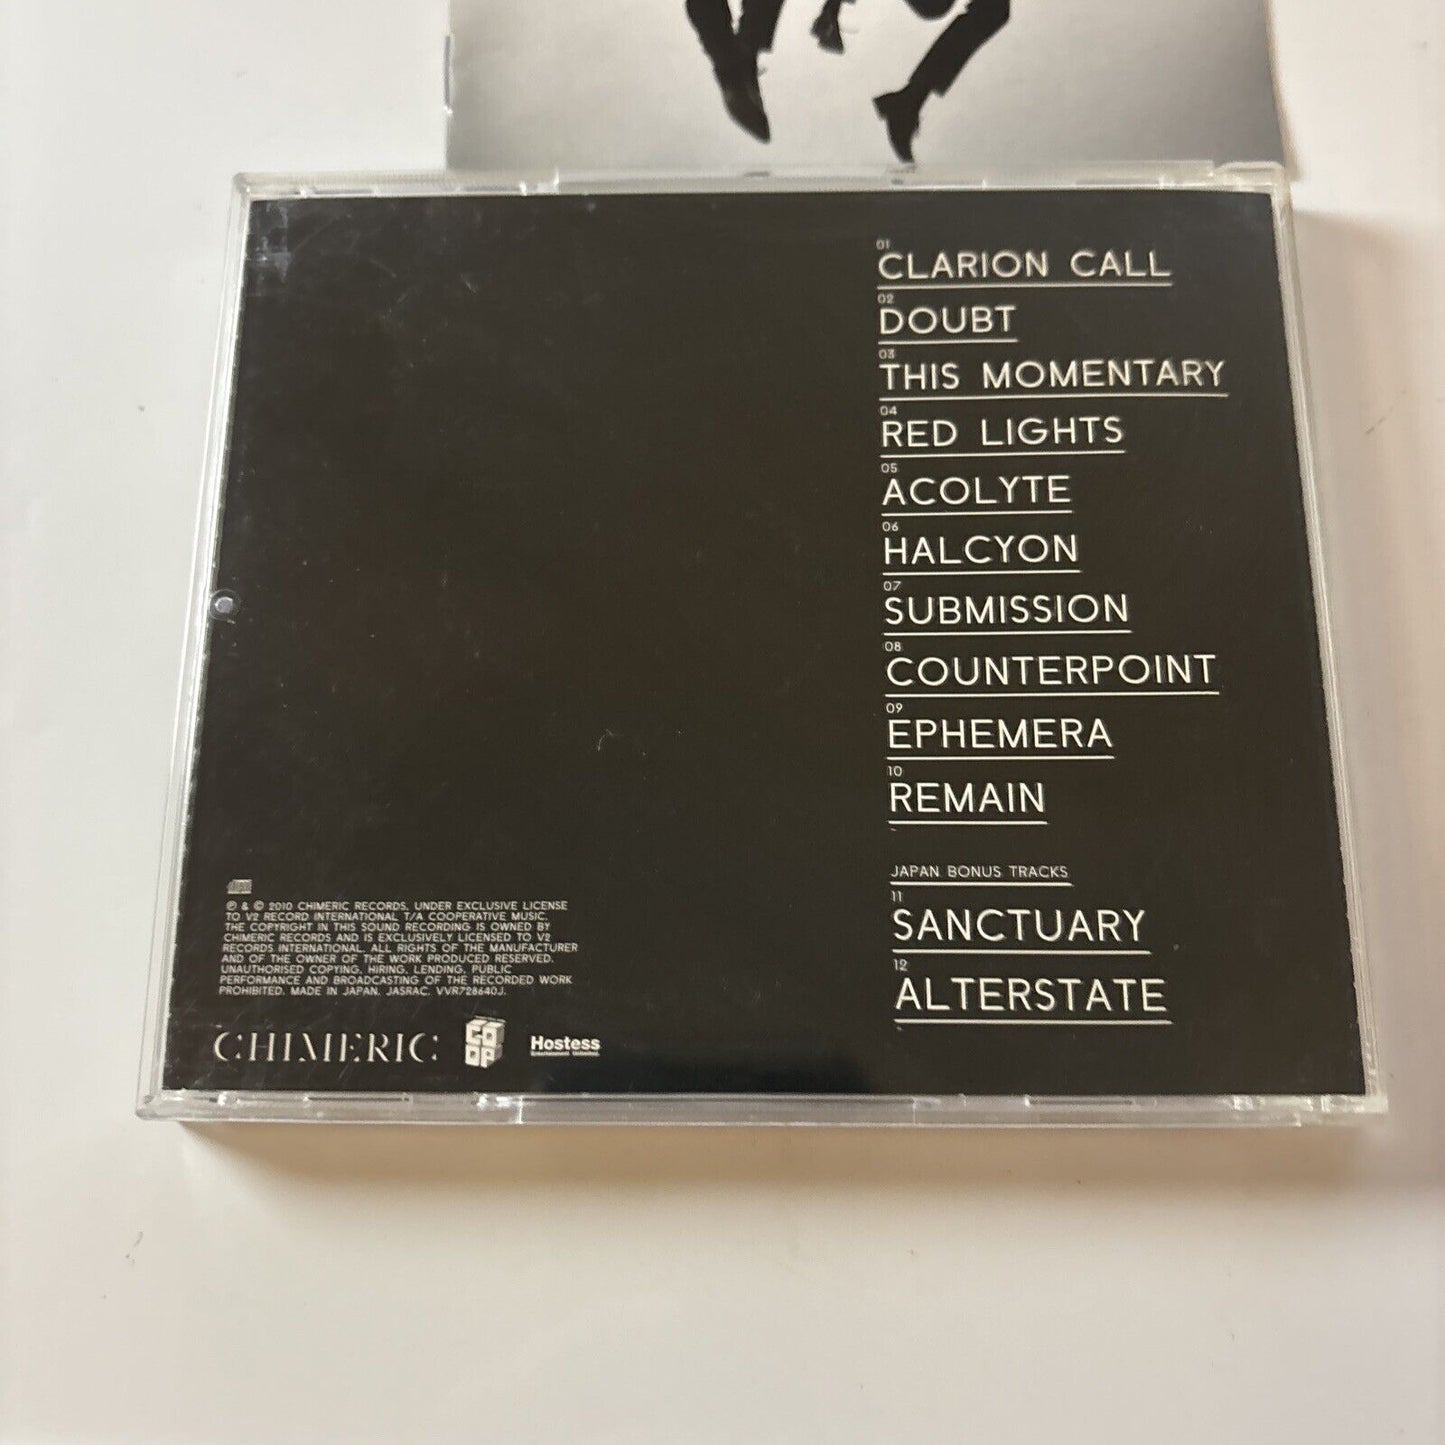 01
CLARION CALL
02
DOUBT
03
THIS MOMENTARY
04
RED LIGHTS
05
ACOLYTE
06
HALCYON
07
SUBMISSION
08
COUNTERPOINT
09
EPHEMERA
10
REMAIN
JAPAN BONUS TRACKS
11
SANCTUARY
12
ALTERSTATE
℗ & © 2010 CHIMERIC RECORDS, UNDER EXCLUSIVE LICENSE
TO V2 RECORD INTERNATIONAL T/A COOPERATIVE MUSIC.
THE COPYRIGHT IN THIS SOUND RECORDING IS OWNED BY
CHIMERIC RECORDS AND IS EXCLUSIVELY LICENSED TO V2
RECORDS INTERNATIONAL. ALL RIGHTS OF THE MANUFACTURER
AND OF THE OWNER OF THE WORK PRODUCED RESERVED.
UNAUTHORISED COPYING, HIRING, LENDING, PUBLIC
PERFORMANCE AND BROADCASTING OF THE RECORDED WORK
PROHIBITED. MADE IN JAPAN. JASRAC. VVR728640J.
CHIMERIC
CO
OP
Hostess
Entertainment Unlimited.